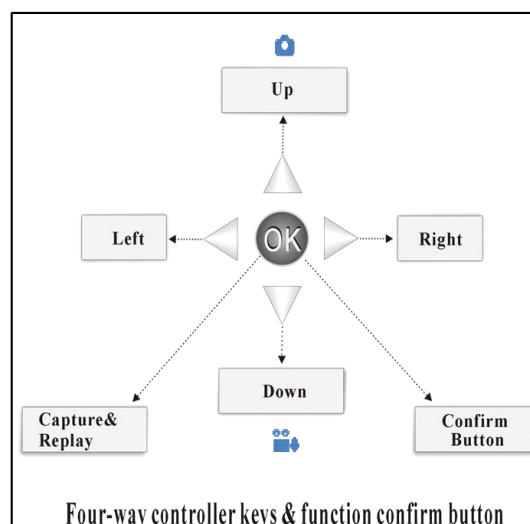 Up
Left
OK
Right
Down
Capture&
Replay
Confirm
Button
Four-way controller keys & function confirm button